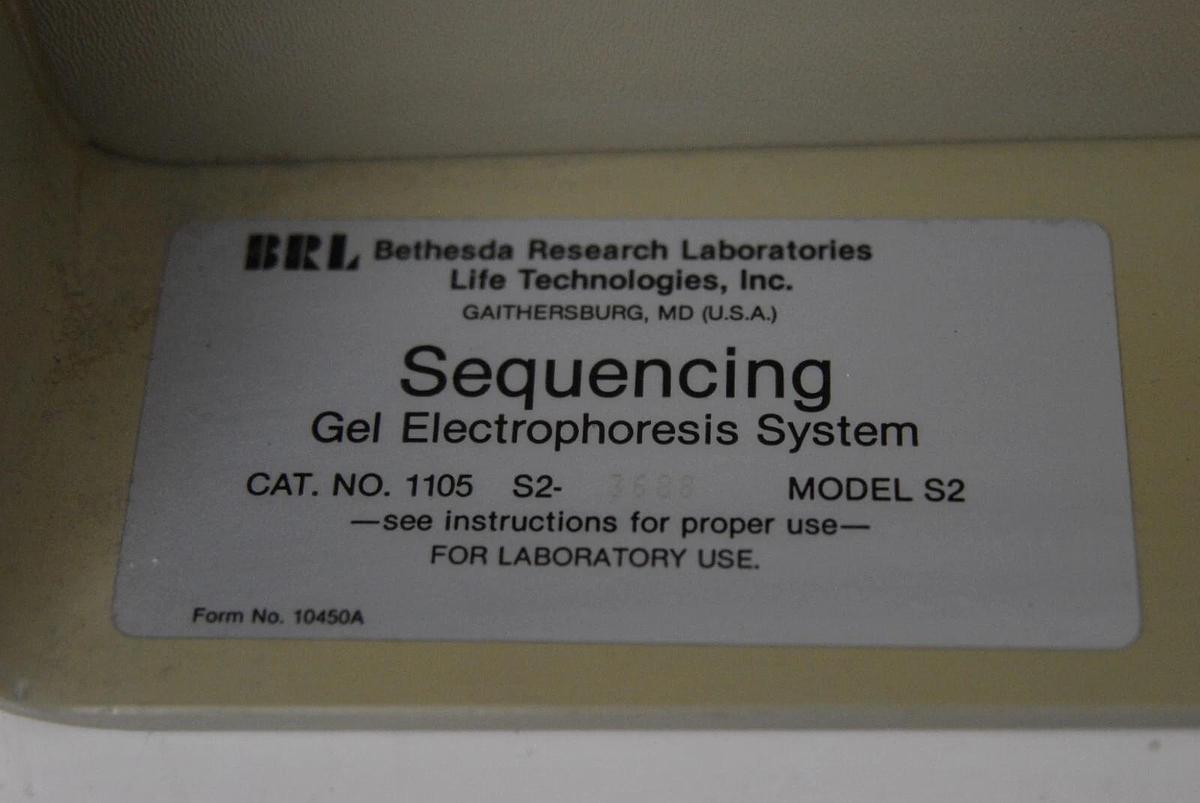 BRL Bethesda Research Laboratories
Life Technologies, Inc.
GAITHERSBURG, MD (U.S.A.)
Sequencing
Gel Electrophoresis System
CAT. NO. 1105 S2- 3688 MODEL S2
—see instructions for proper use—
FOR LABORATORY USE.
Form No. 10450A